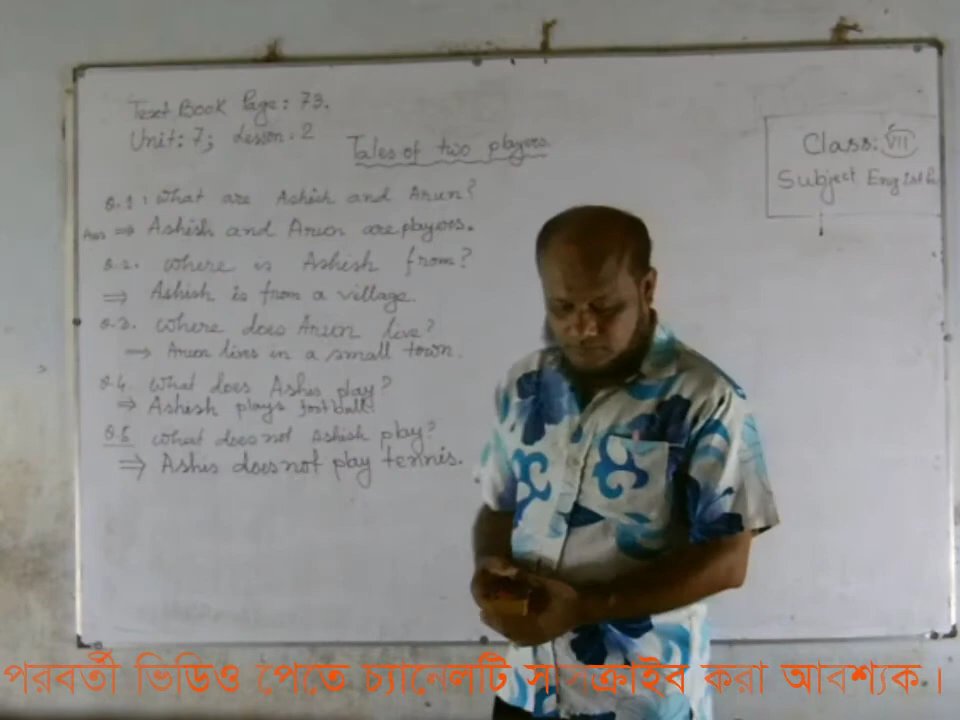 Text Book Page: 73.
Unit: 7; Lesson: 2
Tales of two players
Class: VII
Subject Eng 1st Pa
Q.1: What are Ashish and Arun?
Ans ⇒ Ashish and Arun are players.
Q.2. Where is Ashish from?
⇒ Ashish is from a village.
Q.3. Where does Arun live?
⇒ Arun lives in a small town.
Q.4. What does Ashis play?
⇒ Ashish plays football.
Q.5 What does not Ashish play?
⇒ Ashis does not play tennis.
পরবর্তী ভিডিও পেতে চ্যানেলটি সাসক্রাইব করা আবশ্যক।